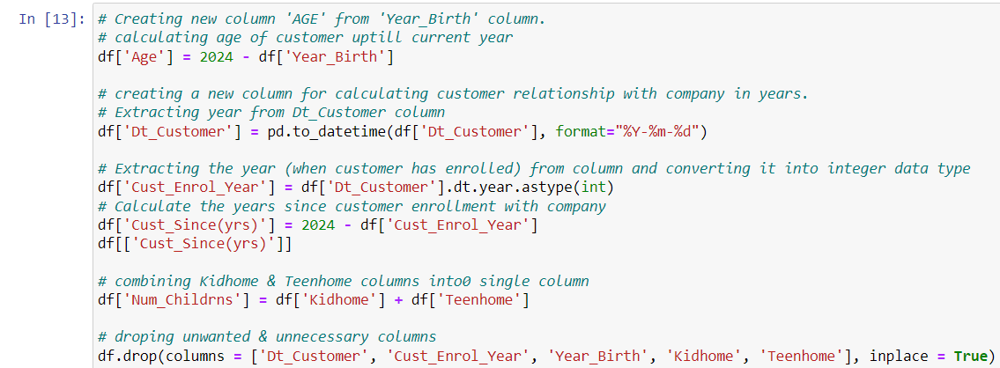 In [13]: # Creating new column 'AGE' from 'Year_Birth' column.
# calculating age of customer uptill current year
df['Age'] = 2024 - df['Year_Birth']
# creating a new column for calculating customer relationship with company in years.
# Extracting year from Dt_Customer column
df['Dt_Customer'] = pd.to_datetime(df['Dt_Customer'], format="%Y-%m-%d")
# Extracting the year (when customer has enrolled) from column and converting it into integer data type
df['Cust_Enrol_Year'] = df['Dt_Customer'].dt.year.astype(int)
# Calculate the years since customer enrollment with company
df['Cust_Since(yrs)'] = 2024 - df['Cust_Enrol_Year']
df[['Cust_Since(yrs)']]
# combining Kidhome & Teenhome columns into0 single column
df['Num_Childrns'] = df['Kidhome'] + df['Teenhome']
# droping unwanted & unnecessary columns
df.drop(columns = ['Dt_Customer', 'Cust_Enrol_Year', 'Year_Birth', 'Kidhome', 'Teenhome'], inplace = True)